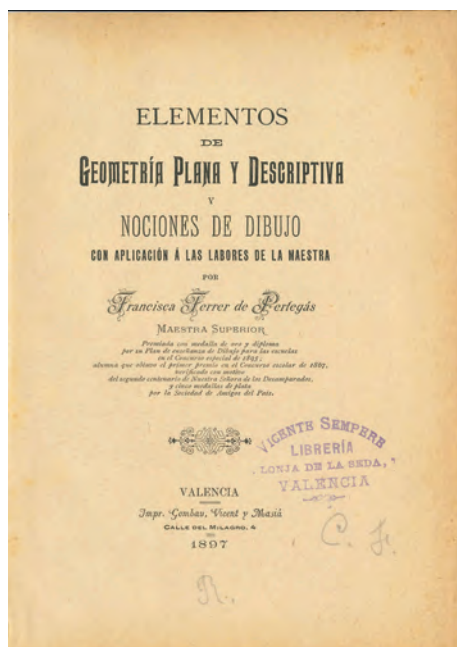 ELEMENTOS
DE
GEOMETRÍA PLANA Y DESCRIPTIVA
Y
NOCIONES DE DIBUJO
CON APLICACIÓN Á LAS LABORES DE LA MAESTRA
POR
Francisca Ferrer de Pertegás
MAESTRA SUPERIOR
Premiada con medalla de oro y diploma
por su Plan de enseñanza de Dibujo para las escuelas
en el Concurso especial de
alumna que obtuvo el primer premio en el Concurso escolar de 1867,
verificado con motivo
del segundo centenario de Nuestra Señora de los Desamparados,
y cinco medallas de plata
por la Sociedad de Amigos del País.
VICENTE SEMPERE
LIBRERÍA
LONJA DE LA SEDA,
VALENCIA
VALENCIA
Impr. Gombau, Vicent y Masiá
CALLE DEL MILAGRO, 4
1897
C.
R.